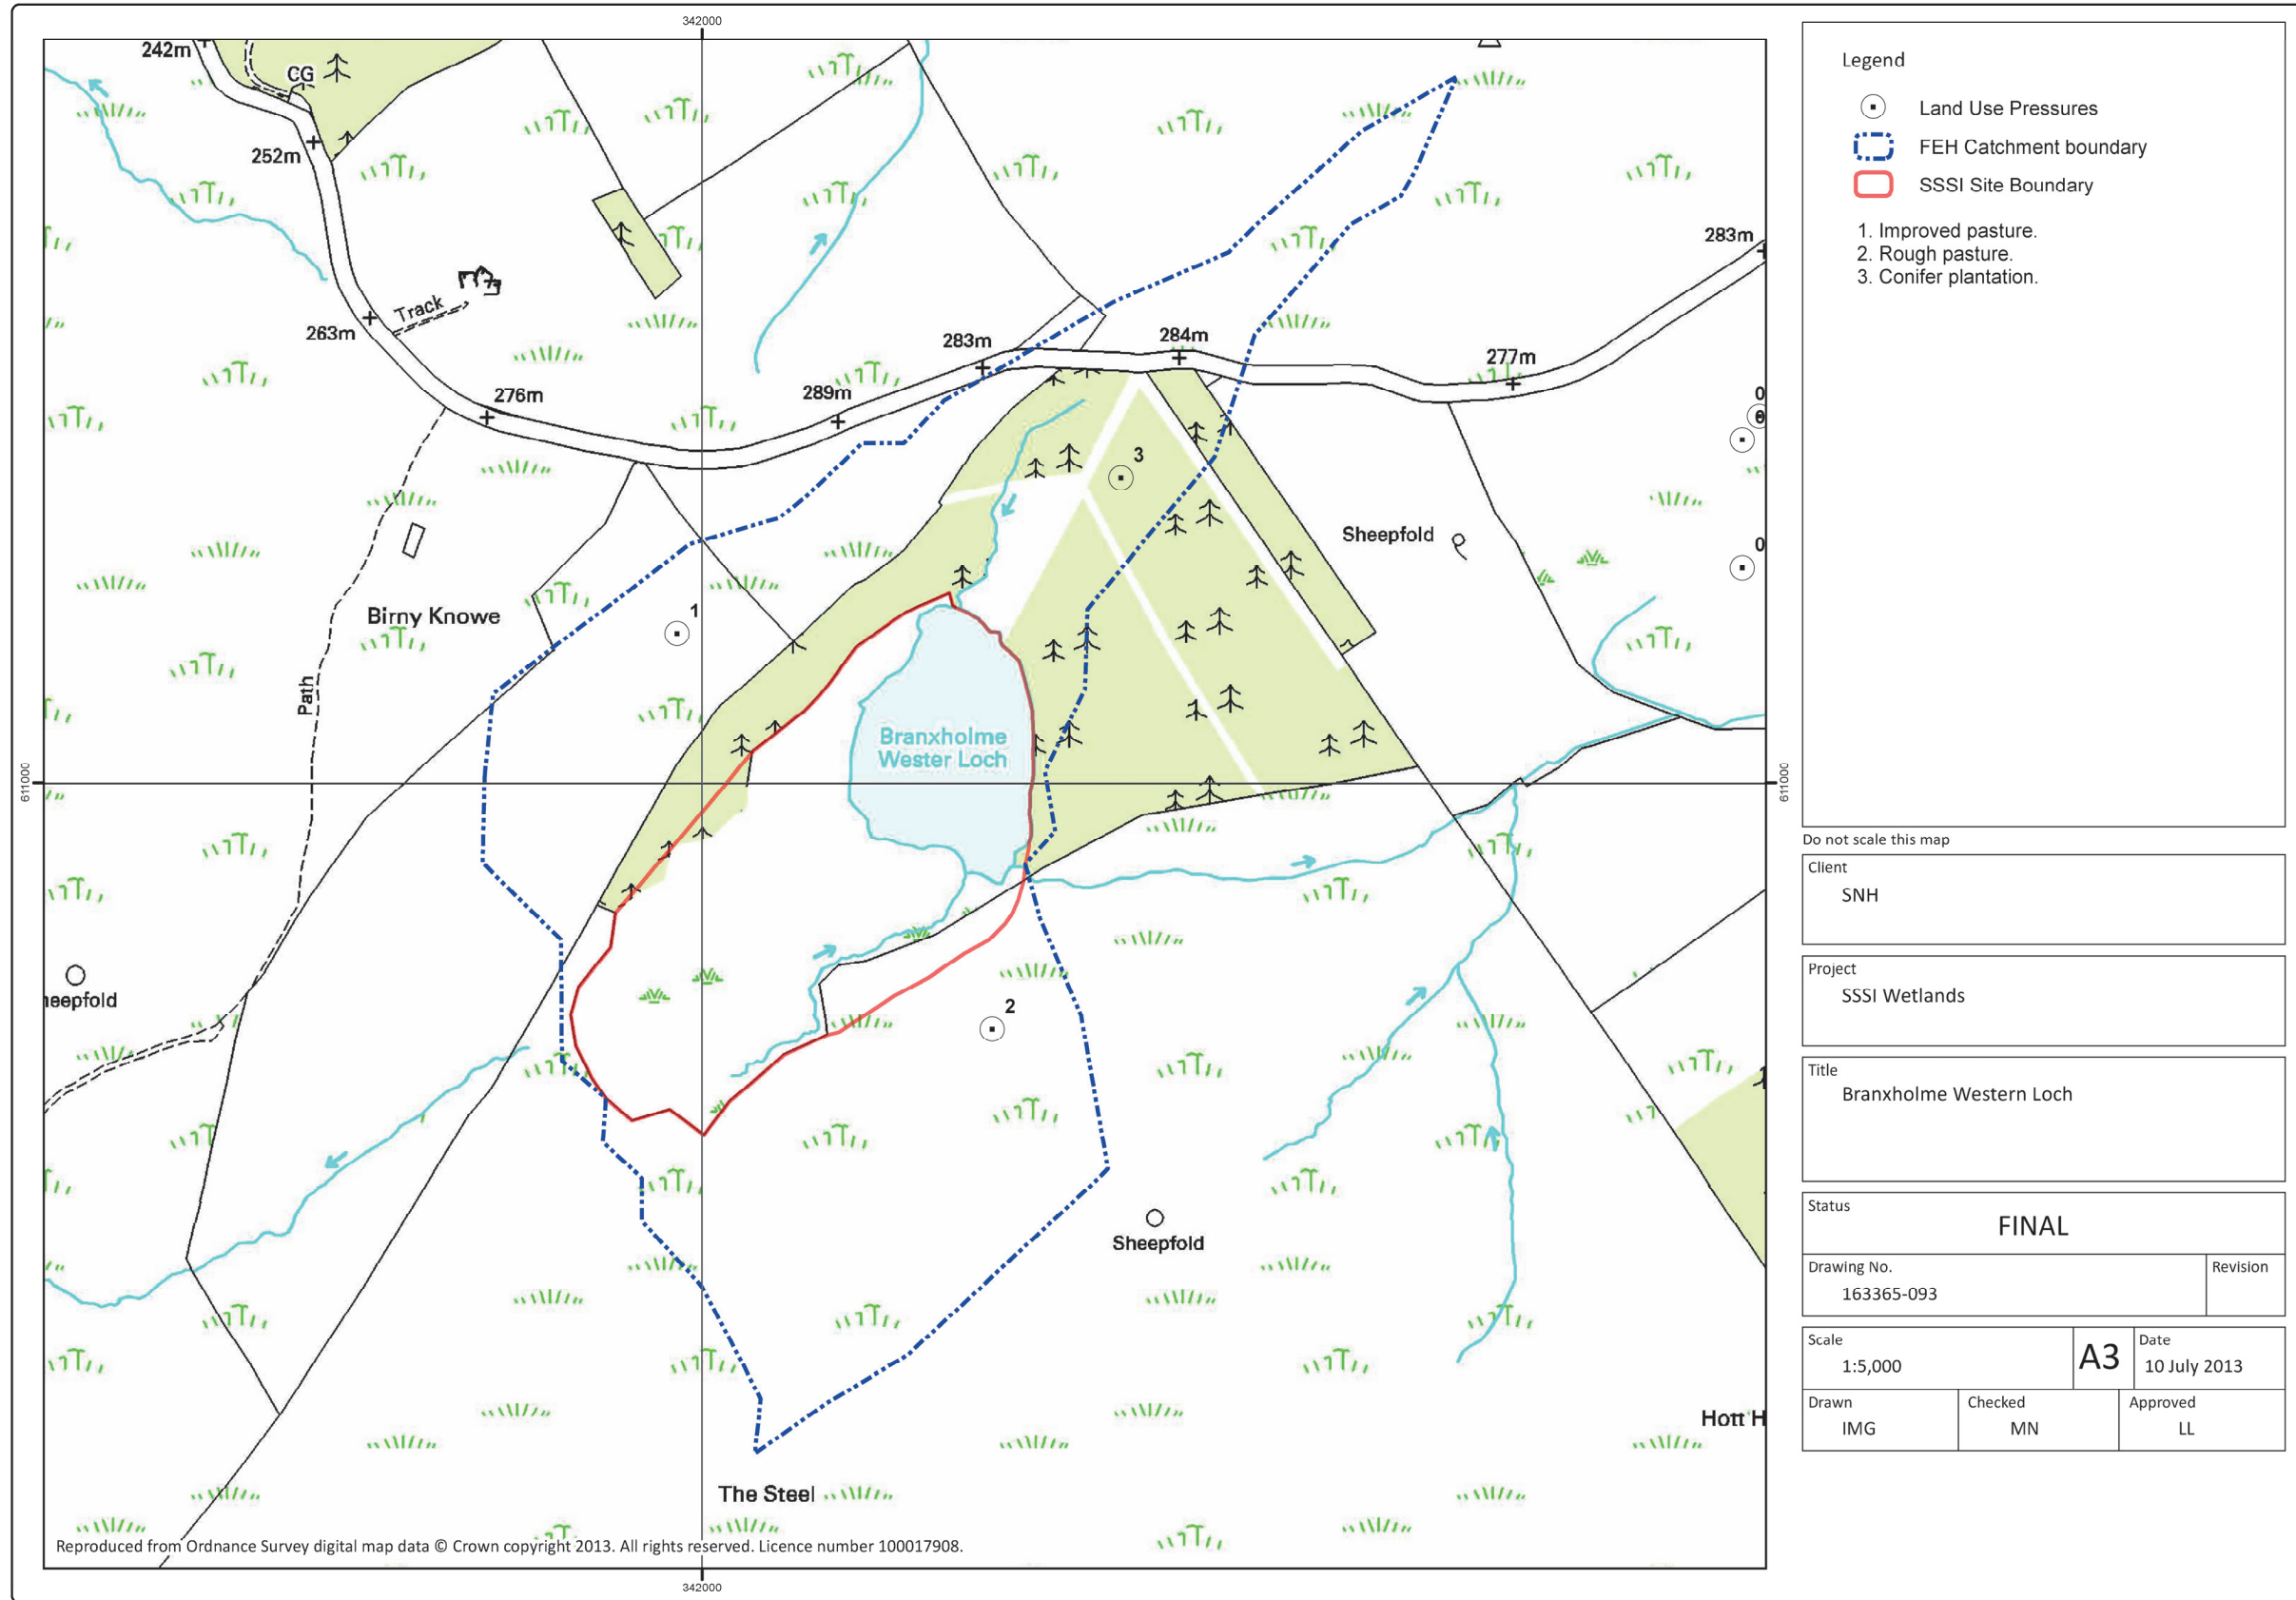 342000
242m
CG
252m
283m
Track
263m
283m
284m
277m
289m
276m
0
0
3
Sheepfold
0
1
Birny Knowe
Path
Branxholme
Wester Loch
611000
611000
heepfold
2
Sheepfold
Hott H
The Steel
Reproduced from Ordnance Survey digital map data © Crown copyright 2013. All rights reserved. Licence number 100017908.
342000
Legend
Land Use Pressures
FEH Catchment boundary
SSSI Site Boundary
1. Improved pasture.
2. Rough pasture.
3. Conifer plantation.
Do not scale this map
Client
SNH
Project
SSSI Wetlands
Title
Branxholme Western Loch
Status
FINAL
Drawing No.
163365-093
Revision
Scale
1:5,000
A3
Date
10 July 2013
Drawn
IMG
Checked
MN
Approved
LL